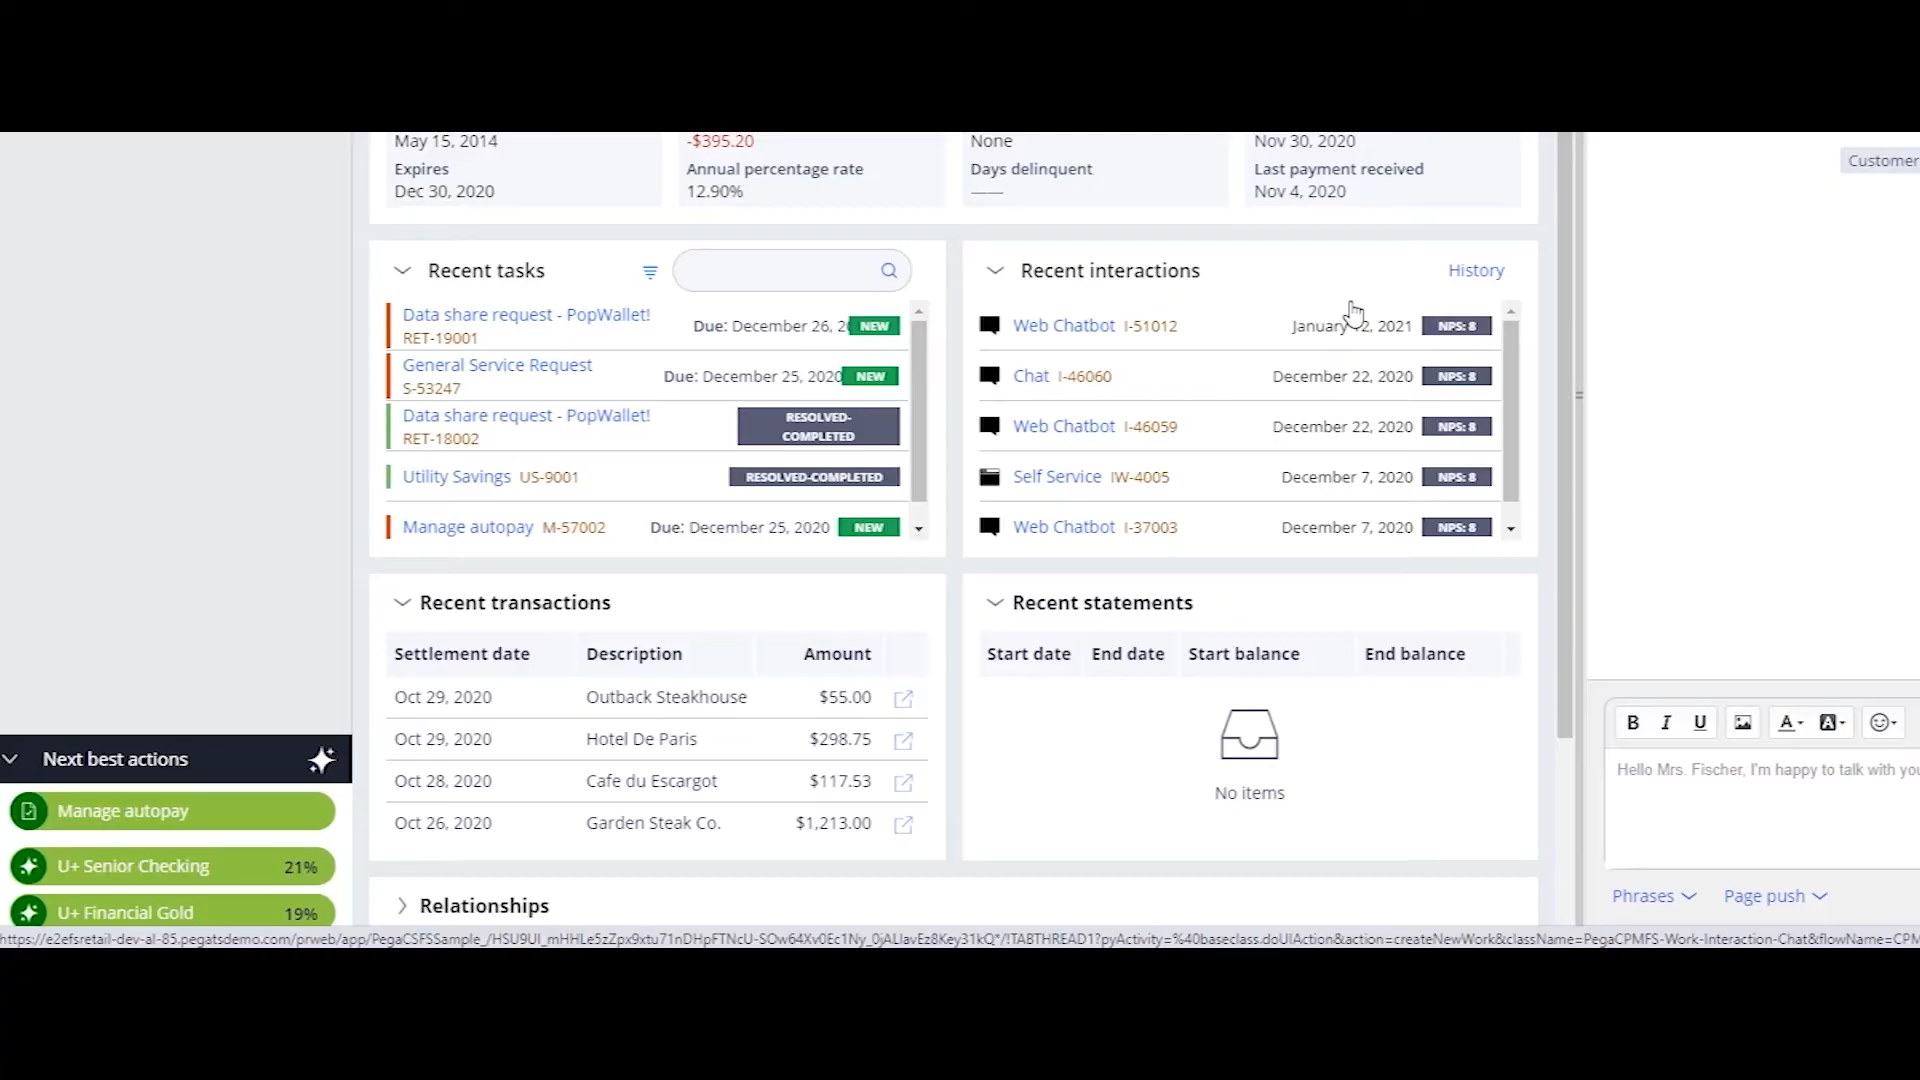 May 15, 2014
-$395.20
None
Nov 30, 2020
Customer
Expires
Annual percentage rate
Days delinquent
Last payment received
Dec 30, 2020
12.90%
——
Nov 4, 2020
Recent tasks
Data share request - PopWallet!
RET-19001
Due: December 26, 2
NEW
General Service Request
S-53247
Due: December 25, 2020
NEW
Data share request - PopWallet!
RET-18002
RESOLVED-
COMPLETED
Utility Savings US-9001
RESOLVED-COMPLETED
Manage autopay M-57002
Due: December 25, 2020
NEW
Recent interactions
History
Web Chatbot I-51012
January 2, 2021
NPS: 8
Chat I-46060
December 22, 2020
NPS: 8
Web Chatbot I-46059
December 22, 2020
NPS: 8
Self Service IW-4005
December 7, 2020
NPS: 8
Web Chatbot I-37003
December 7, 2020
NPS: 8
Recent transactions
Settlement date Description Amount
Oct 29, 2020 Outback Steakhouse $55.00
Oct 29, 2020 Hotel De Paris $298.75
Oct 28, 2020 Cafe du Escargot $117.53
Oct 26, 2020 Garden Steak Co. $1,213.00
Recent statements
Start date End date Start balance End balance
No items
Relationships
Next best actions
Manage autopay
U+ Senior Checking 21%
U+ Financial Gold 19%
B I U A A
Hello Mrs. Fischer, I'm happy to talk with you
Phrases Page push